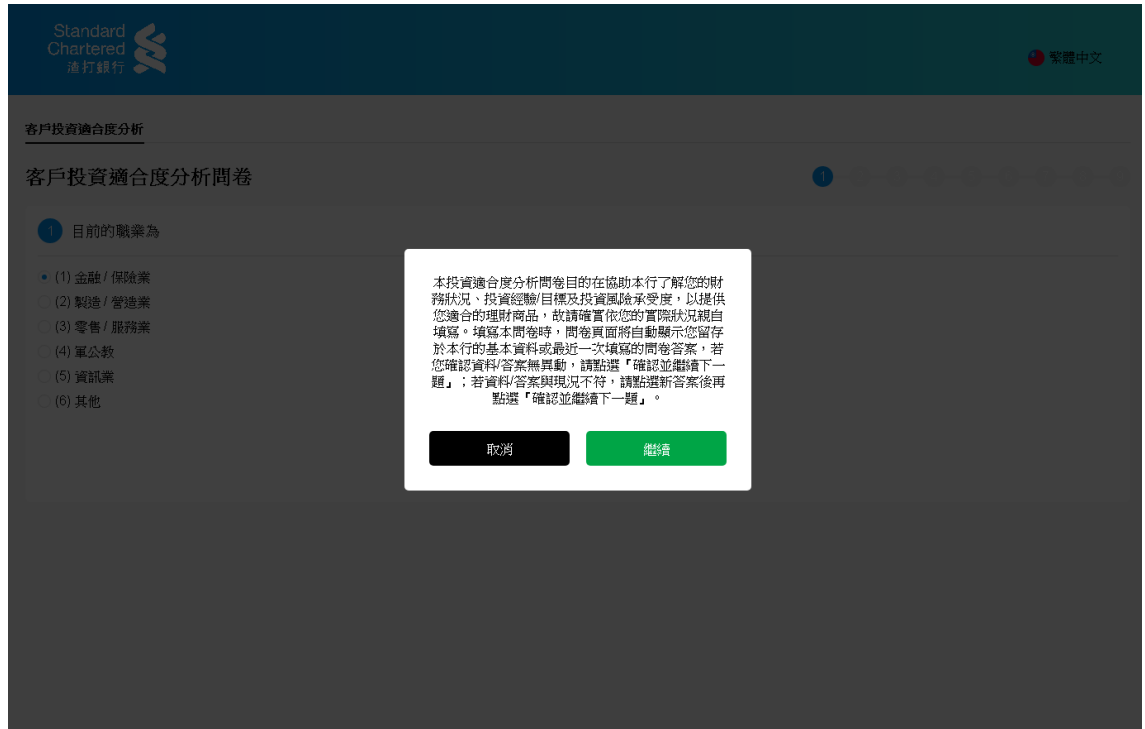 Standard
Chartered
渣打銀行
繁體中文
客戶投資適合度分析
客戶投資適合度分析問卷
1
1 目前的職業為
(1) 金融 / 保險業
(2) 製造 / 營造業
(3) 零售 / 服務業
(4) 軍公教
(5) 資訊業
(6) 其他
本投資適合度分析問卷目的在協助本行了解您的財
務狀況、投資經驗/目標及投資風險承受度，以提供
您適合的理財商品，故請確實依您的實際狀況親自
填寫。填寫本問卷時，問卷頁面將自動顯示您留存
於本行的基本資料或最近一次填寫的問卷答案，若
您確認資料/答案無異動，請點選『確認並繼續下一
題』；若資料/答案與現況不符，請點選新答案後再
點選『確認並繼續下一題』。
取消
繼續